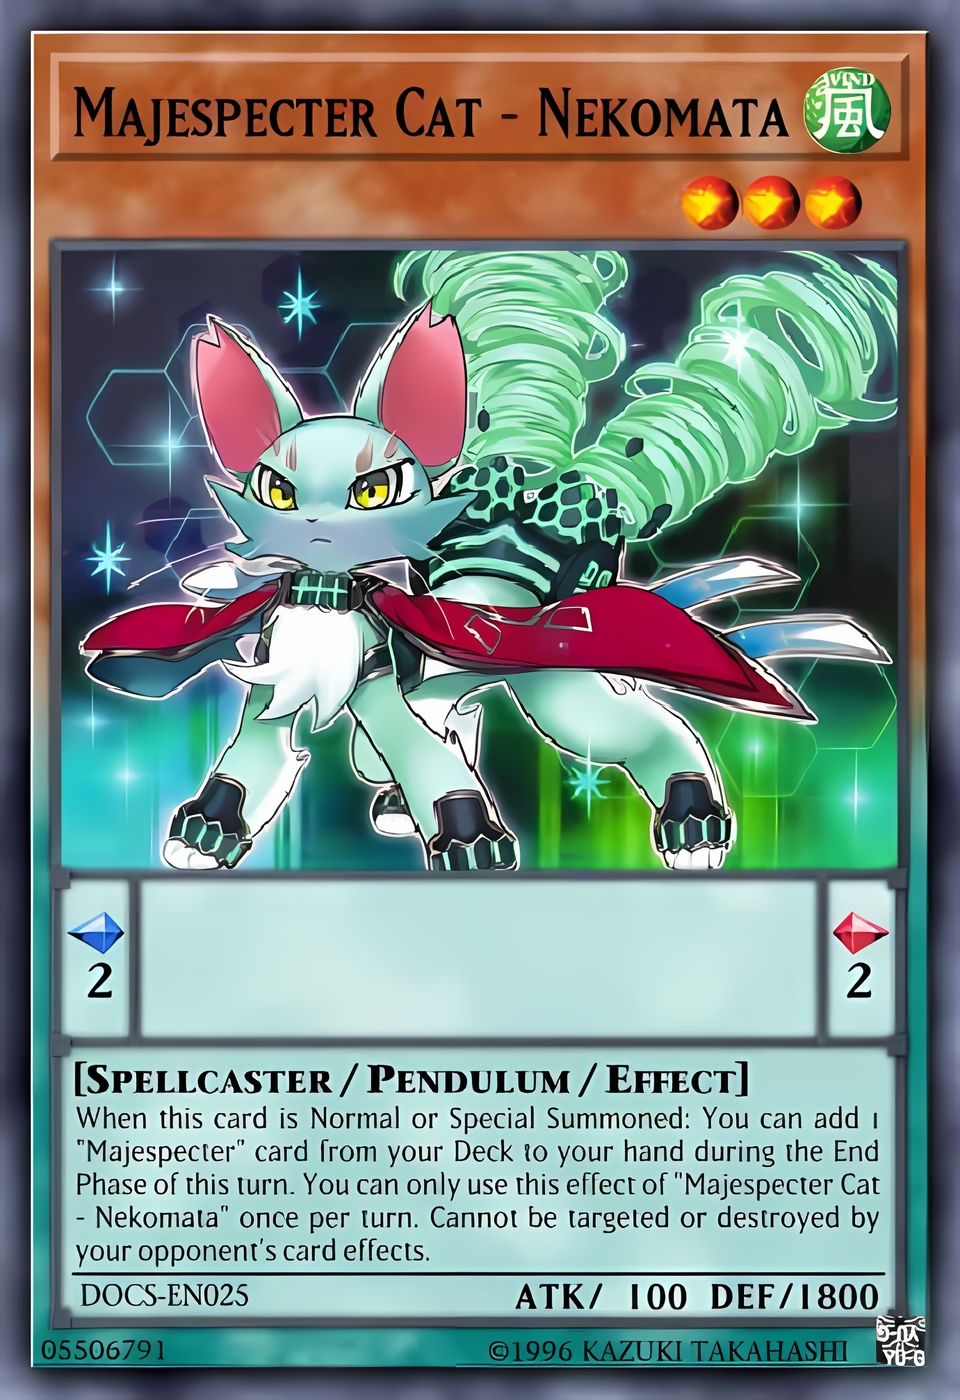 Majespecter Cat - Nekomata
WIND
風
2
2
[Spellcaster / Pendulum / Effect]
When this card is Normal or Special Summoned: You can add 1
"Majespecter" card from your Deck to your hand during the End
Phase of this turn. You can only use this effect of "Majespecter Cat
- Nekomata" once per turn. Cannot be targeted or destroyed by
your opponent's card effects.
DOCS-EN025
ATK/ 100 DEF/1800
05506791
©1996 KAZUKI TAKAHASHI